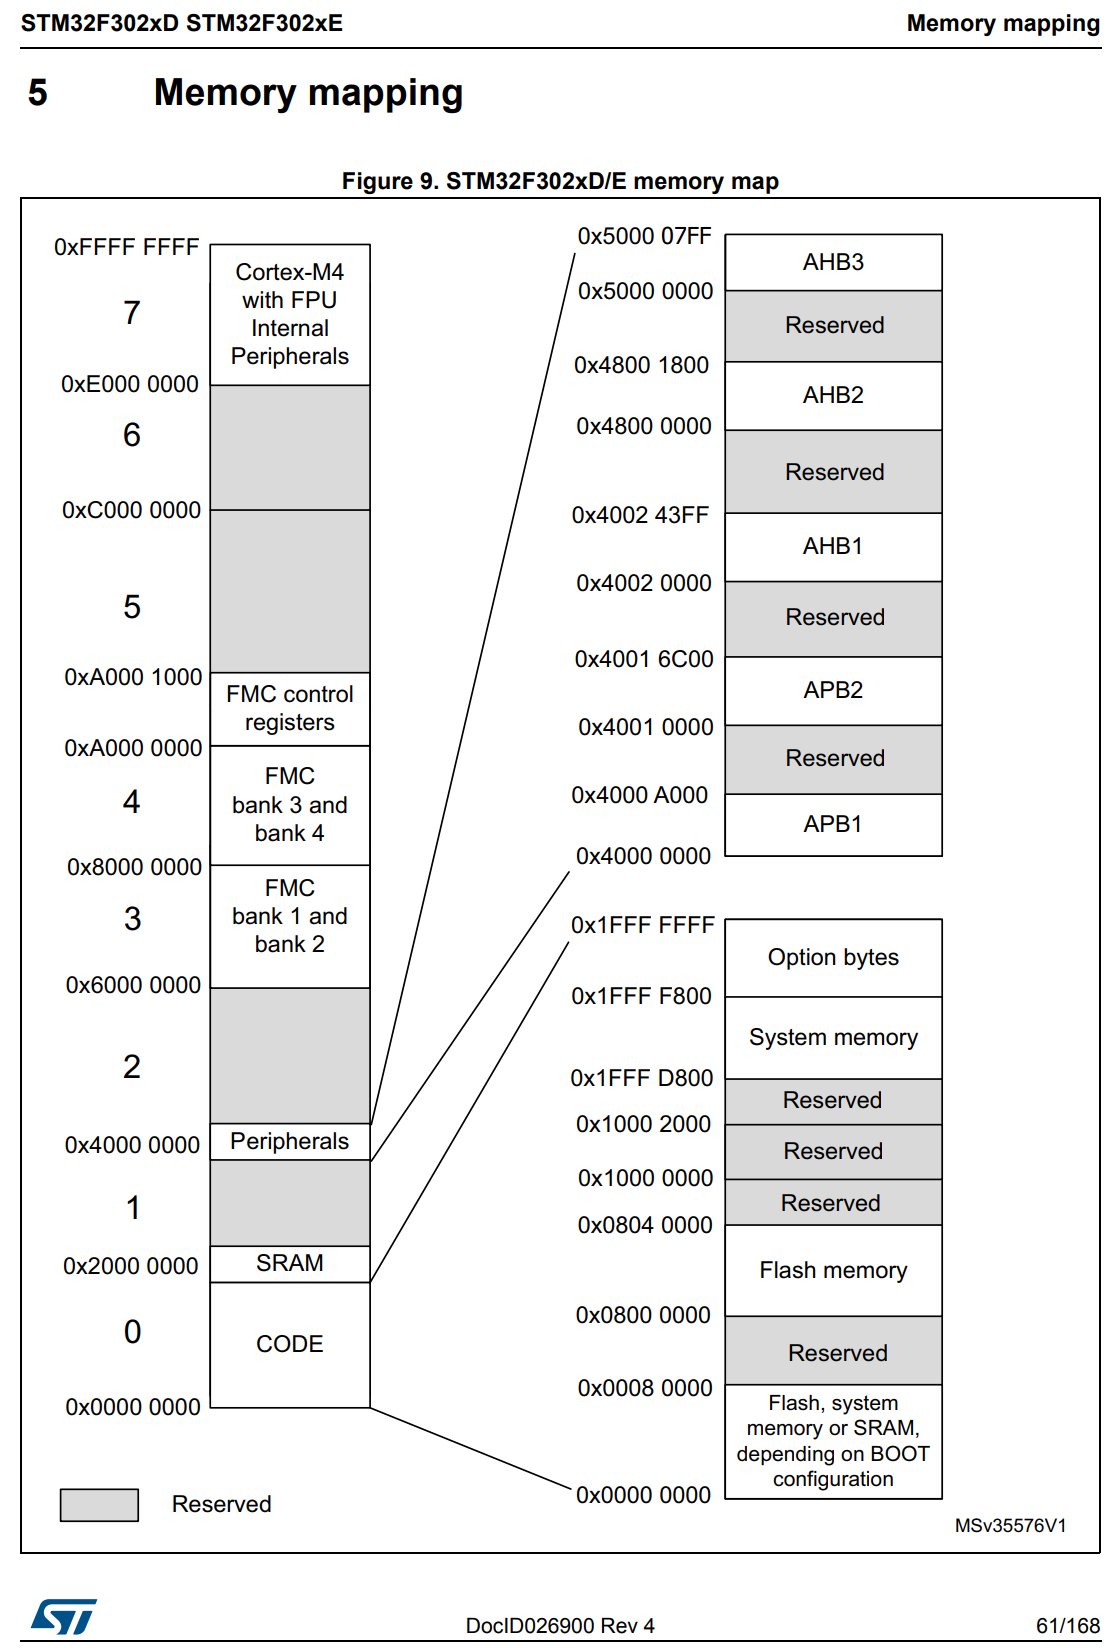 STM32F302xD STM32F302xE
Memory mapping
5 Memory mapping
Figure 9. STM32F302xD/E memory map
0xFFFF FFFF
Cortex-M4
with FPU
Internal
Peripherals
7
0xE000 0000
6
0xC000 0000
5
0xA000 1000
FMC control
registers
0xA000 0000
FMC
bank 3 and
bank 4
4
0x8000 0000
FMC
bank 1 and
bank 2
3
0x6000 0000
2
Peripherals
0x4000 0000
1
SRAM
0x2000 0000
0
CODE
0x0000 0000
Reserved
0x5000 07FF
AHB3
0x5000 0000
Reserved
0x4800 1800
AHB2
0x4800 0000
Reserved
0x4002 43FF
AHB1
0x4002 0000
Reserved
0x4001 6C00
APB2
0x4001 0000
Reserved
0x4000 A000
APB1
0x4000 0000
0x1FFF FFFF
Option bytes
0x1FFF F800
System memory
0x1FFF D800
Reserved
0x1000 2000
Reserved
0x1000 0000
Reserved
0x0804 0000
Flash memory
0x0800 0000
Reserved
0x0008 0000
Flash, system
memory or SRAM,
depending on BOOT
configuration
0x0000 0000
MSv35576V1
ST
DocID026900 Rev 4
61/168